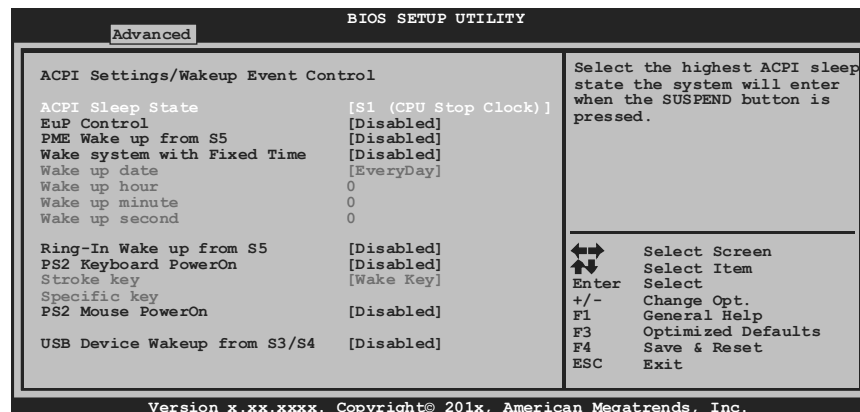 BIOS SETUP UTILITY
Advanced
ACPI Settings/Wakeup Event Control
ACPI Sleep State [S1 (CPU Stop Clock)]
EuP Control [Disabled]
PME Wake up from S5 [Disabled]
Wake system with Fixed Time [Disabled]
Wake up date [EveryDay]
Wake up hour 0
Wake up minute 0
Wake up second 0
Ring-In Wake up from S5 [Disabled]
PS2 Keyboard PowerOn [Disabled]
Stroke key [Wake Key]
Specific key
PS2 Mouse PowerOn [Disabled]
USB Device Wakeup from S3/S4 [Disabled]
Select the highest ACPI sleep
state the system will enter
when the SUSPEND button is
pressed.
Select Screen
Select Item
Enter Select
+/- Change Opt.
F1 General Help
F3 Optimized Defaults
F4 Save & Reset
ESC Exit
Version x.xx.xxxx. Copyright© 201x, American Megatrends, Inc.